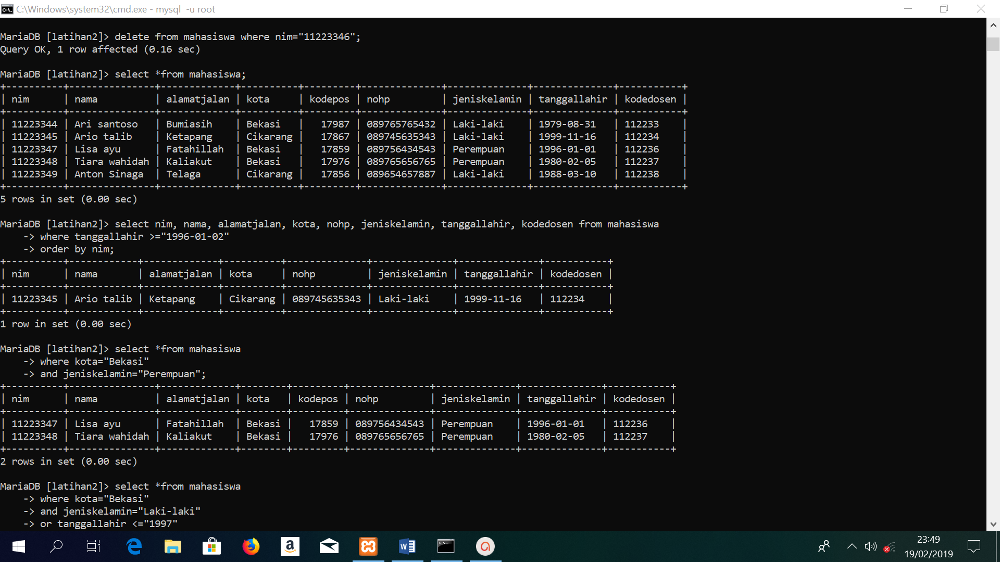 C:\Windows\system32\cmd.exe - mysql  -u root
MariaDB [latihan2]> delete from mahasiswa where nim="11223346";
Query OK, 1 row affected (0.16 sec)
MariaDB [latihan2]> select *from mahasiswa;
+----------+---------------+-------------+----------+---------+--------------+--------------+--------------+-----------+
| nim      | nama          | alamatjalan | kota     | kodepos | nohp         | jeniskelamin | tanggallahir | kodedosen |
+----------+---------------+-------------+----------+---------+--------------+--------------+--------------+-----------+
| 11223344 | Ari santoso   | Bumiasih    | Bekasi   |   17987 | 089765765432 | Laki-laki    | 1979-08-31   | 112233    |
| 11223345 | Ario talib    | Ketapang    | Cikarang |   17867 | 089745635343 | Laki-laki    | 1999-11-16   | 112234    |
| 11223347 | Lisa ayu      | Fatahillah  | Bekasi   |   17859 | 089756434543 | Perempuan    | 1996-01-01   | 112236    |
| 11223348 | Tiara wahidah | Kaliakut    | Bekasi   |   17976 | 089765656765 | Perempuan    | 1980-02-05   | 112237    |
| 11223349 | Anton Sinaga  | Telaga      | Cikarang |   17856 | 089654657887 | Laki-laki    | 1988-03-10   | 112238    |
+----------+---------------+-------------+----------+---------+--------------+--------------+--------------+-----------+
5 rows in set (0.00 sec)
MariaDB [latihan2]> select nim, nama, alamatjalan, kota, nohp, jeniskelamin, tanggallahir, kodedosen from mahasiswa
    -> where tanggallahir >="1996-01-02"
    -> order by nim;
+----------+------------+-------------+----------+--------------+--------------+--------------+-----------+
| nim      | nama       | alamatjalan | kota     | nohp         | jeniskelamin | tanggallahir | kodedosen |
+----------+------------+-------------+----------+--------------+--------------+--------------+-----------+
| 11223345 | Ario talib | Ketapang    | Cikarang | 089745635343 | Laki-laki    | 1999-11-16   | 112234    |
+----------+------------+-------------+----------+--------------+--------------+--------------+-----------+
1 row in set (0.00 sec)
MariaDB [latihan2]> select *from mahasiswa
    -> where kota="Bekasi"
    -> and jeniskelamin="Perempuan";
+----------+---------------+-------------+--------+---------+--------------+--------------+--------------+-----------+
| nim      | nama          | alamatjalan | kota   | kodepos | nohp         | jeniskelamin | tanggallahir | kodedosen |
+----------+---------------+-------------+--------+---------+--------------+--------------+--------------+-----------+
| 11223347 | Lisa ayu      | Fatahillah  | Bekasi |   17859 | 089756434543 | Perempuan    | 1996-01-01   | 112236    |
| 11223348 | Tiara wahidah | Kaliakut    | Bekasi |   17976 | 089765656765 | Perempuan    | 1980-02-05   | 112237    |
+----------+---------------+-------------+--------+---------+--------------+--------------+--------------+-----------+
2 rows in set (0.00 sec)
MariaDB [latihan2]> select *from mahasiswa
    -> where kota="Bekasi"
    -> and jeniskelamin="Laki-laki"
    -> or tanggallahir <="1997"
23:49
19/02/2019